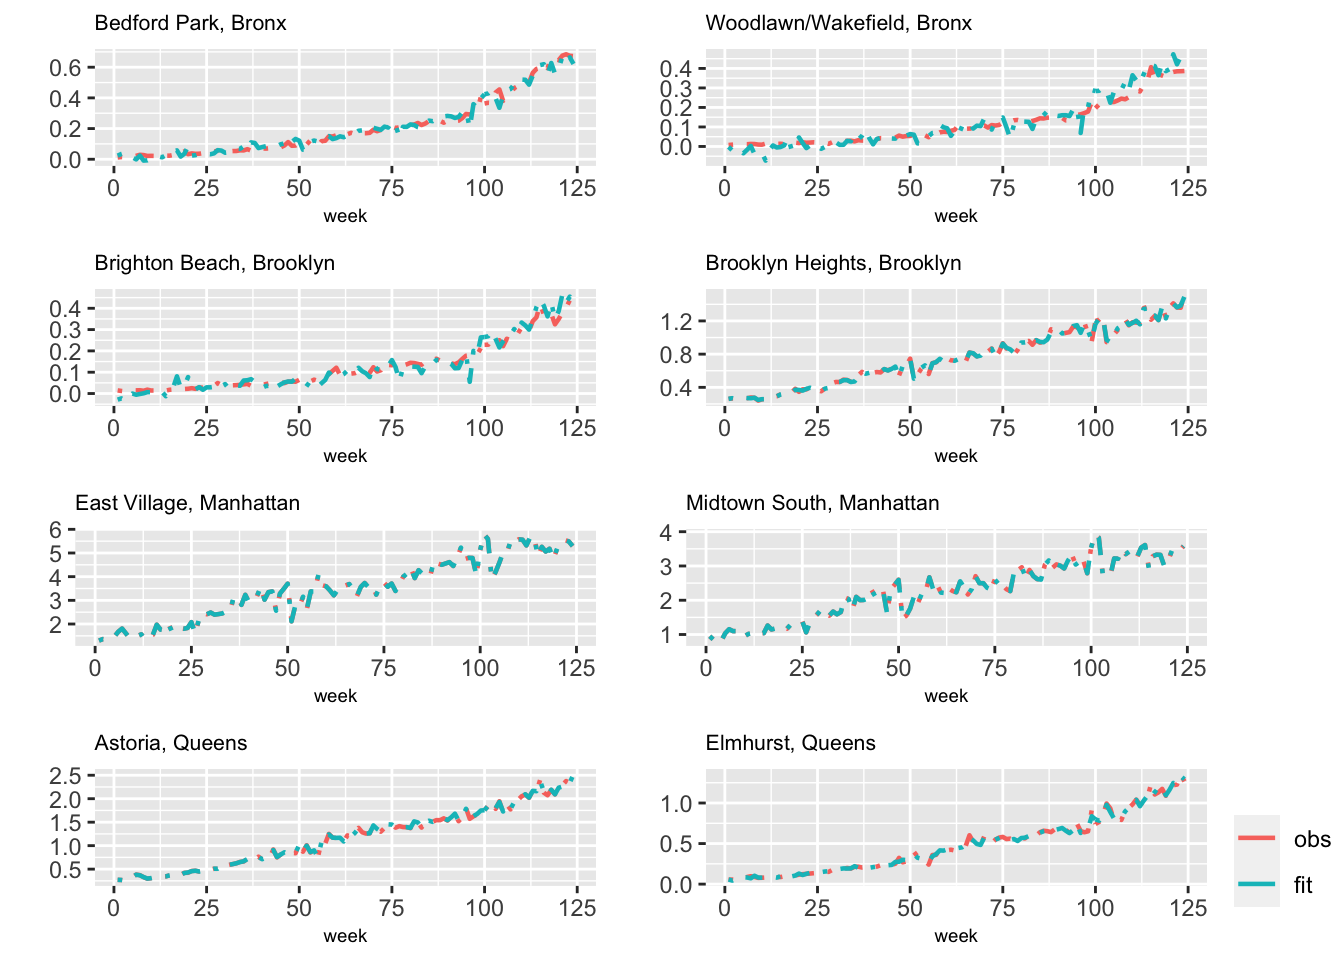 Bedford Park, Bronx
0.6
0.4
0.2
0.0
0 25 50 75 100 125
week
Woodlawn/Wakefield, Bronx
0.4
0.3
0.2
0.1
0.0
0 25 50 75 100 125
week
Brighton Beach, Brooklyn
0.4
0.3
0.2
0.1
0.0
0 25 50 75 100 125
week
Brooklyn Heights, Brooklyn
1.2
0.8
0.4
0 25 50 75 100 125
week
East Village, Manhattan
6
5
4
3
2
0 25 50 75 100 125
week
Midtown South, Manhattan
4
3
2
1
0 25 50 75 100 125
week
Astoria, Queens
2.5
2.0
1.5
1.0
0.5
0 25 50 75 100 125
week
Elmhurst, Queens
1.0
0.5
0.0
0 25 50 75 100 125
week
obs
fit